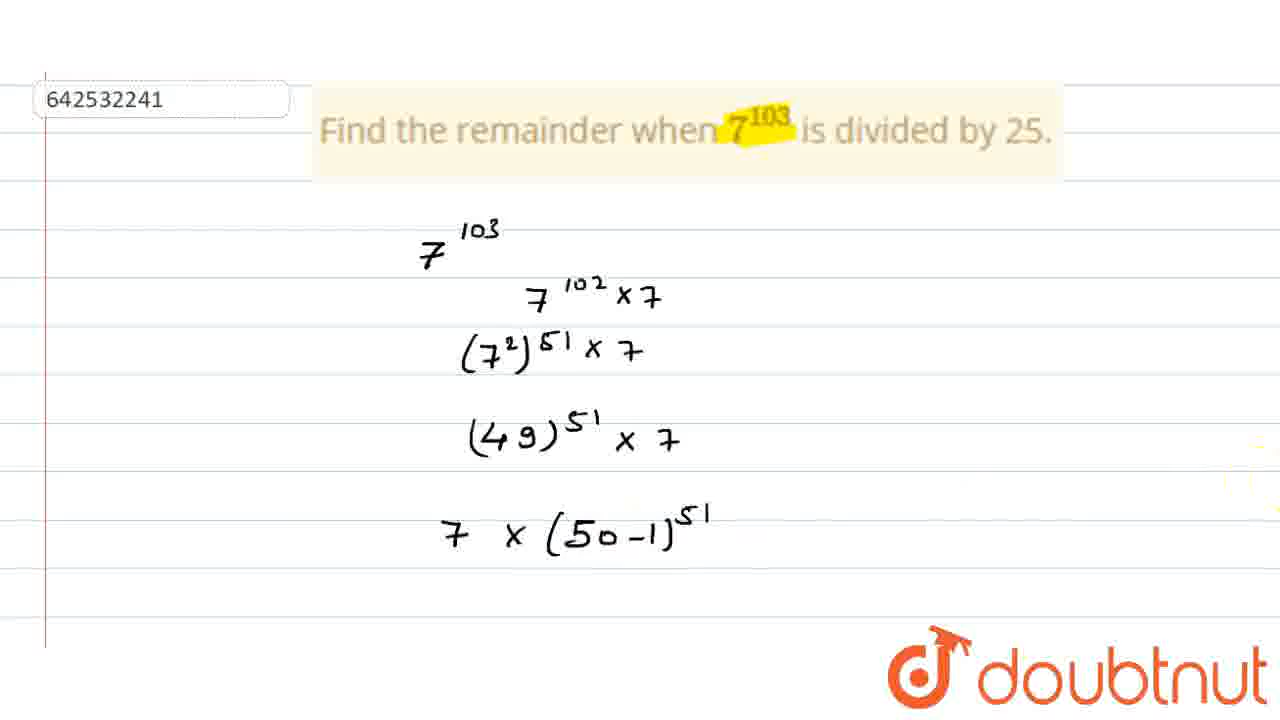 642532241
Find the remainder when 7^103 is divided by 25.
7^103
7^102 × 7
(7^2)^51 × 7
(49)^51 × 7
7 × (50-1)^51
doubtnut